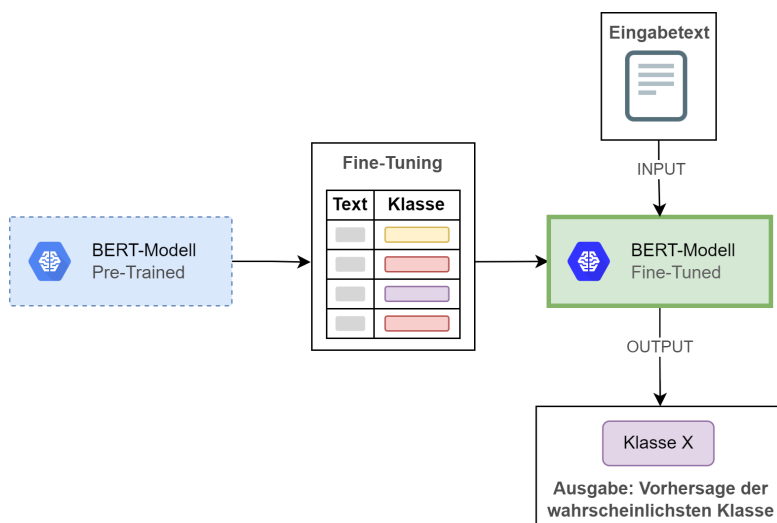 Eingabetext
INPUT
Fine-Tuning
Text Klasse
BERT-Modell
Pre-Trained
BERT-Modell
Fine-Tuned
OUTPUT
Klasse X
Ausgabe: Vorhersage der
wahrscheinlichsten Klasse